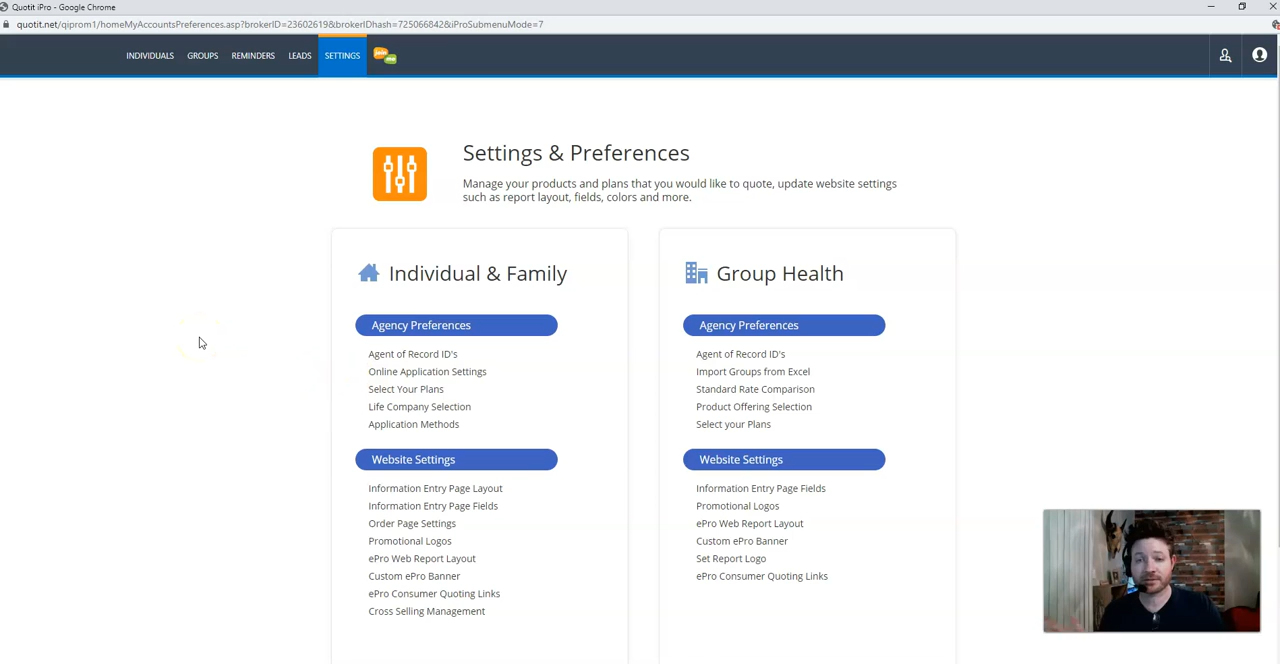 Quotit iPro - Google Chrome
quotit.net/qiprom1/homeMyAccountsPreferences.asp?brokerID=23602619&brokerIDhash=725066842&iProSubmenuMode=7
INDIVIDUALS GROUPS REMINDERS LEADS SETTINGS join me
Settings & Preferences
Manage your products and plans that you would like to quote, update website settings
such as report layout, fields, colors and more.
Individual & Family
Agency Preferences
Agent of Record ID's
Online Application Settings
Select Your Plans
Life Company Selection
Application Methods
Website Settings
Information Entry Page Layout
Information Entry Page Fields
Order Page Settings
Promotional Logos
ePro Web Report Layout
Custom ePro Banner
ePro Consumer Quoting Links
Cross Selling Management
Group Health
Agency Preferences
Agent of Record ID's
Import Groups from Excel
Standard Rate Comparison
Product Offering Selection
Select your Plans
Website Settings
Information Entry Page Fields
Promotional Logos
ePro Web Report Layout
Custom ePro Banner
Set Report Logo
ePro Consumer Quoting Links